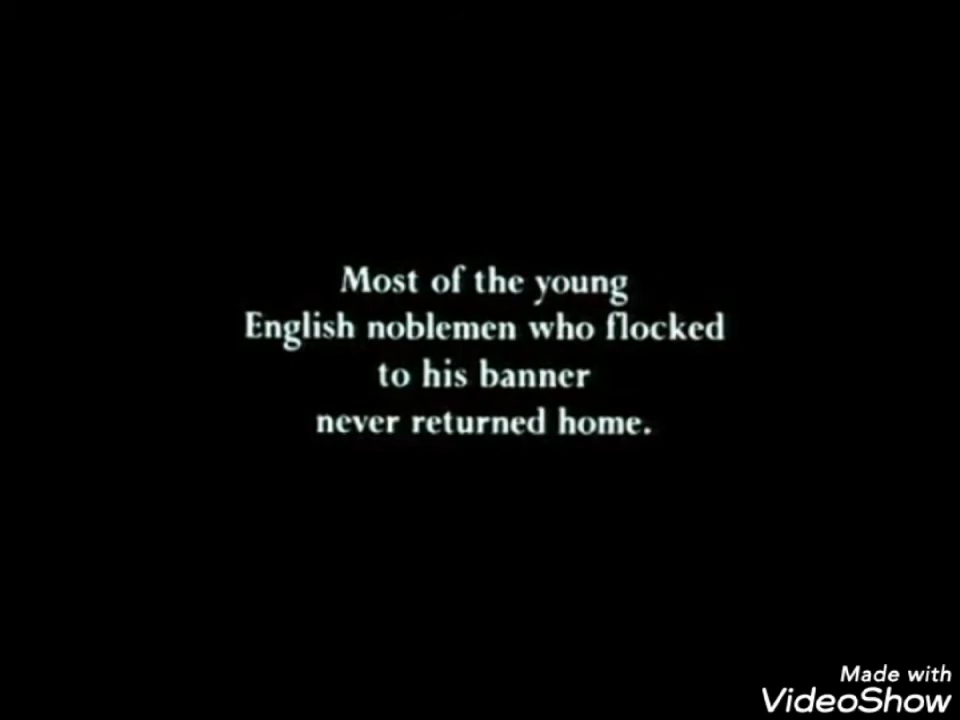 Most of the young
English noblemen who flocked
to his banner
never returned home.
Made with
VideoShow